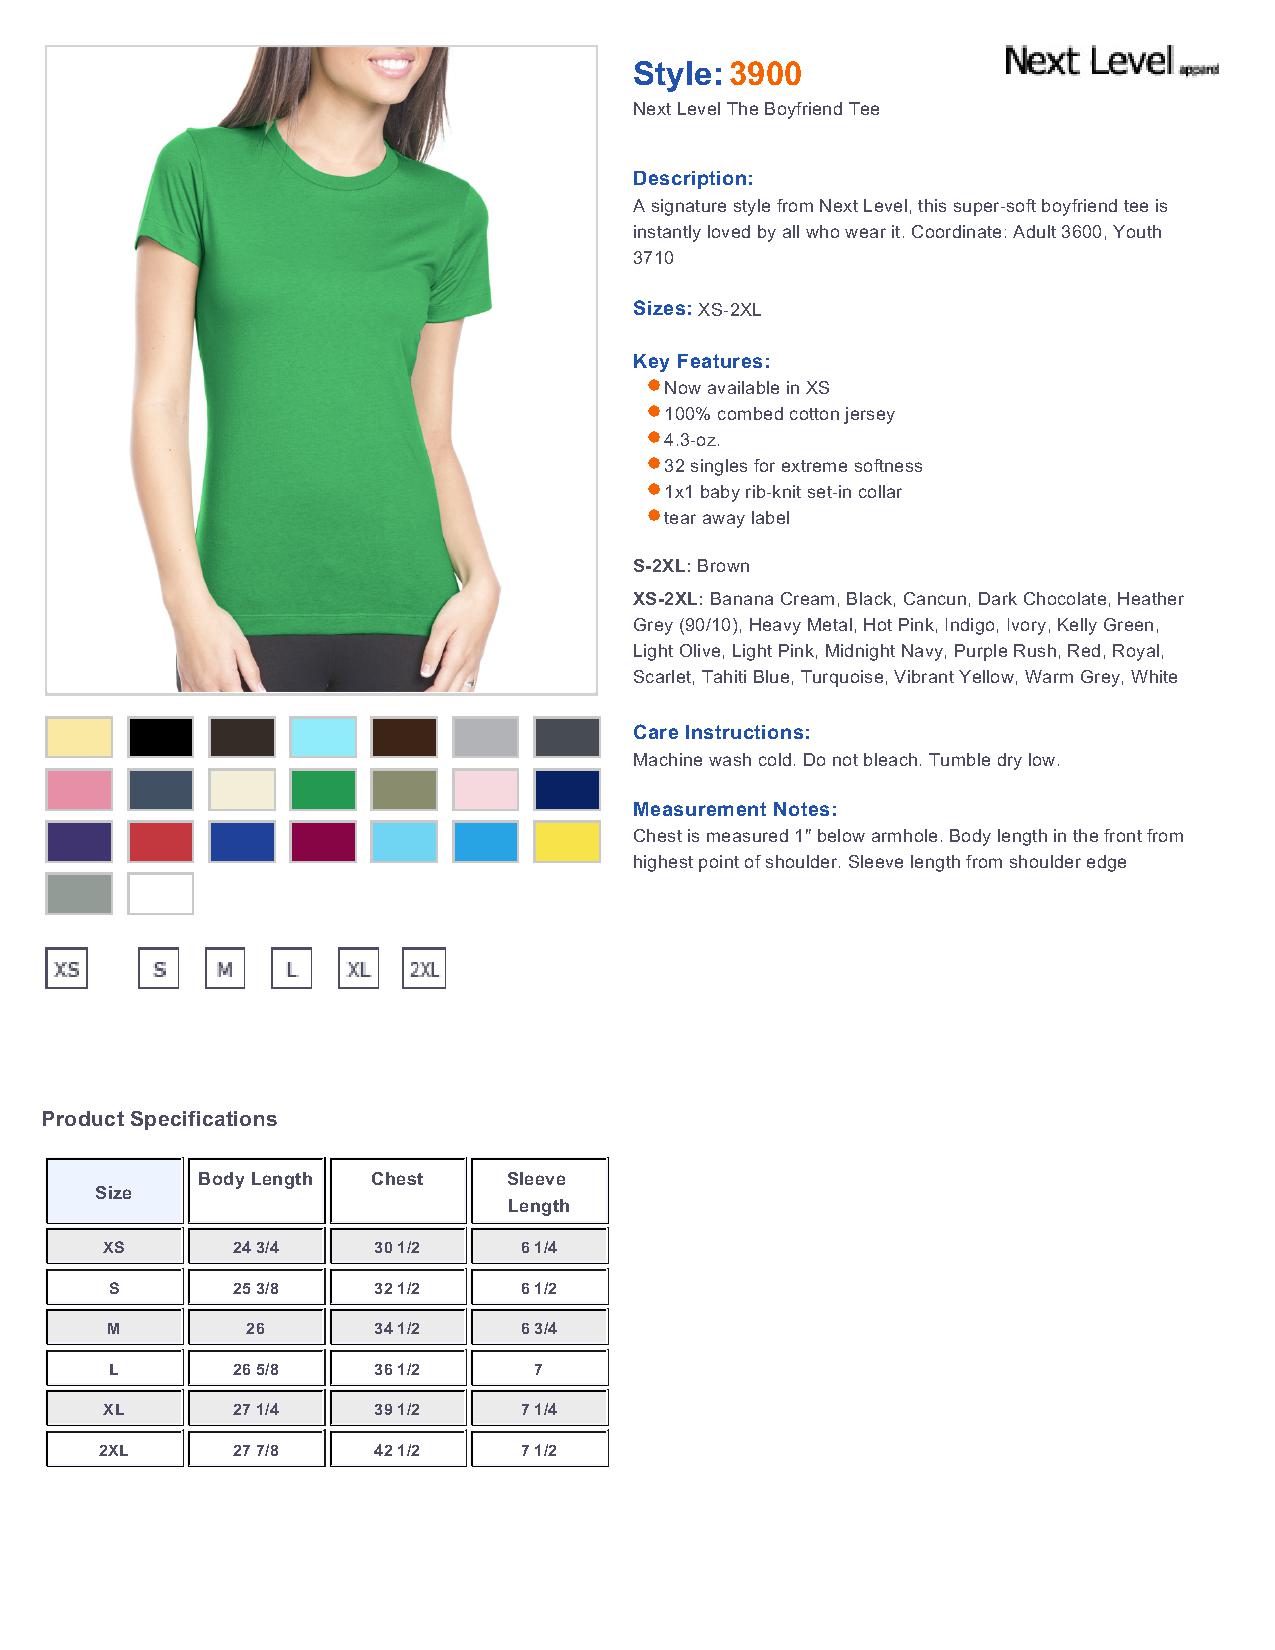 Next Level apparel
Style: 3900
Next Level The Boyfriend Tee
Description:
A signature style from Next Level, this super-soft boyfriend tee is
instantly loved by all who wear it. Coordinate: Adult 3600, Youth
3710
Sizes: XS-2XL
Key Features:
Now available in XS
100% combed cotton jersey
4.3-oz.
32 singles for extreme softness
1x1 baby rib-knit set-in collar
tear away label
S-2XL: Brown
XS-2XL: Banana Cream, Black, Cancun, Dark Chocolate, Heather
Grey (90/10), Heavy Metal, Hot Pink, Indigo, Ivory, Kelly Green,
Light Olive, Light Pink, Midnight Navy, Purple Rush, Red, Royal,
Scarlet, Tahiti Blue, Turquoise, Vibrant Yellow, Warm Grey, White
Care Instructions:
Machine wash cold. Do not bleach. Tumble dry low.
Measurement Notes:
Chest is measured 1" below armhole. Body length in the front from
highest point of shoulder. Sleeve length from shoulder edge
XS S M L XL 2XL
Product Specifications
Size Body Length Chest Sleeve
Length
XS 24 3/4 30 1/2 6 1/4
S 25 3/8 32 1/2 6 1/2
M 26 34 1/2 6 3/4
L 26 5/8 36 1/2 7
XL 27 1/4 39 1/2 7 1/4
2XL 27 7/8 42 1/2 7 1/2